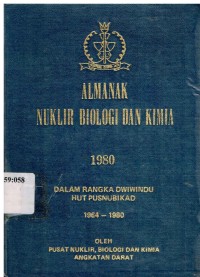 ALMANAK
NUKLIR BIOLOGI DAN KIMIA
1980
59:058
DALAM RANGKA DWIWINDU
HUT PUSNUBIKAD
1964 – 1980
OLEH
PUSAT NUKLIR, BIOLOGI DAN KIMIA
ANGKATAN DARAT